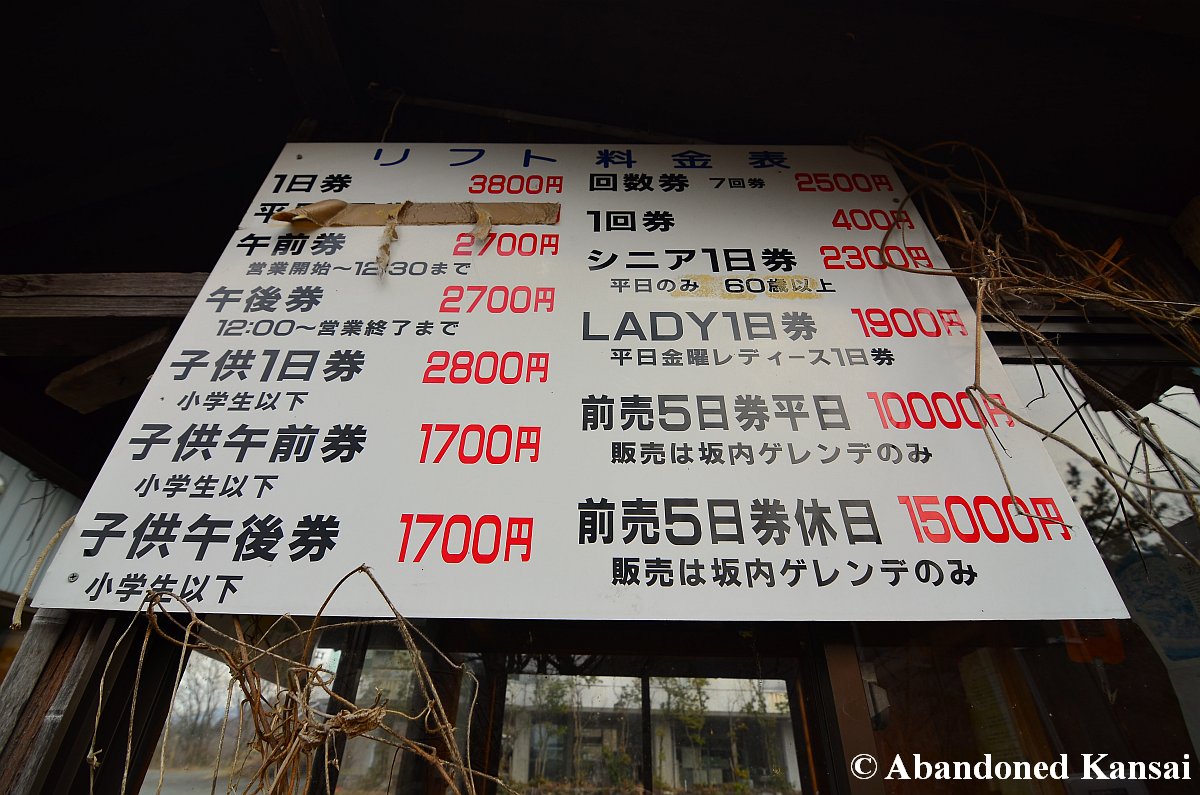 リフト料金表
1日券 3800円
平日
午前券 2700円
営業開始～12:30まで
午後券 2700円
12:00～営業終了まで
子供1日券 2800円
小学生以下
子供午前券 1700円
小学生以下
子供午後券 1700円
小学生以下
回数券 7回券 2500円
1回券 400円
シニア1日券 2300円
平日のみ 60歳以上
LADY1日券 1900円
平日金曜レディース1日券
前売5日券平日 10000円
販売は坂内ゲレンデのみ
前売5日券休日 15000円
販売は坂内ゲレンデのみ
© Abandoned Kansai